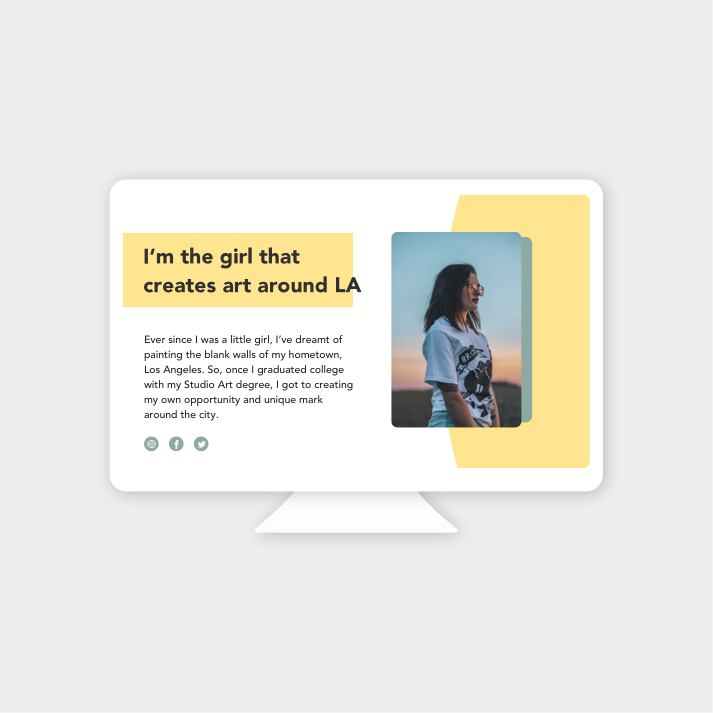 I’m the girl that
creates art around LA
Ever since I was a little girl, I’ve dreamt of
painting the blank walls of my hometown,
Los Angeles. So, once I graduated college
with my Studio Art degree, I got to creating
my own opportunity and unique mark
around the city.